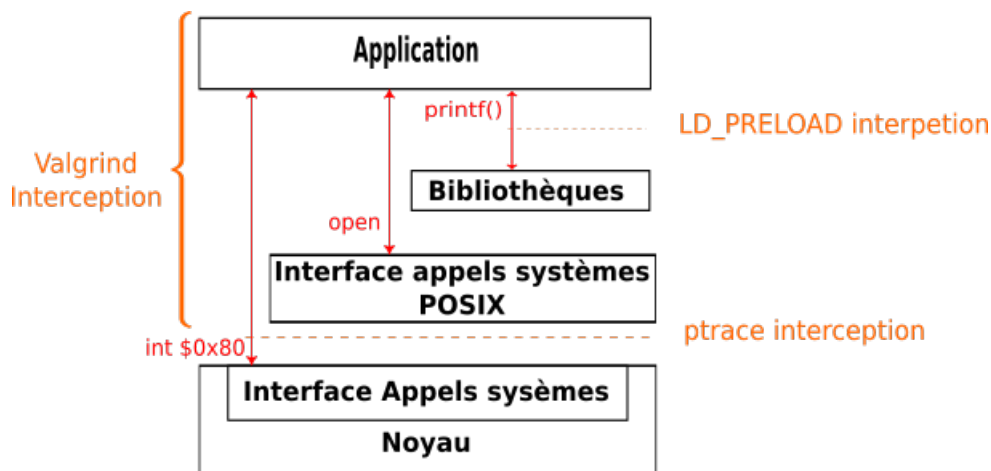 Application
printf()
LD_PRELOAD interpetion
Valgrind
Interception
Bibliothèques
open
Interface appels systèmes
POSIX
ptrace interception
int $0x80
Interface Appels sysèmes
Noyau